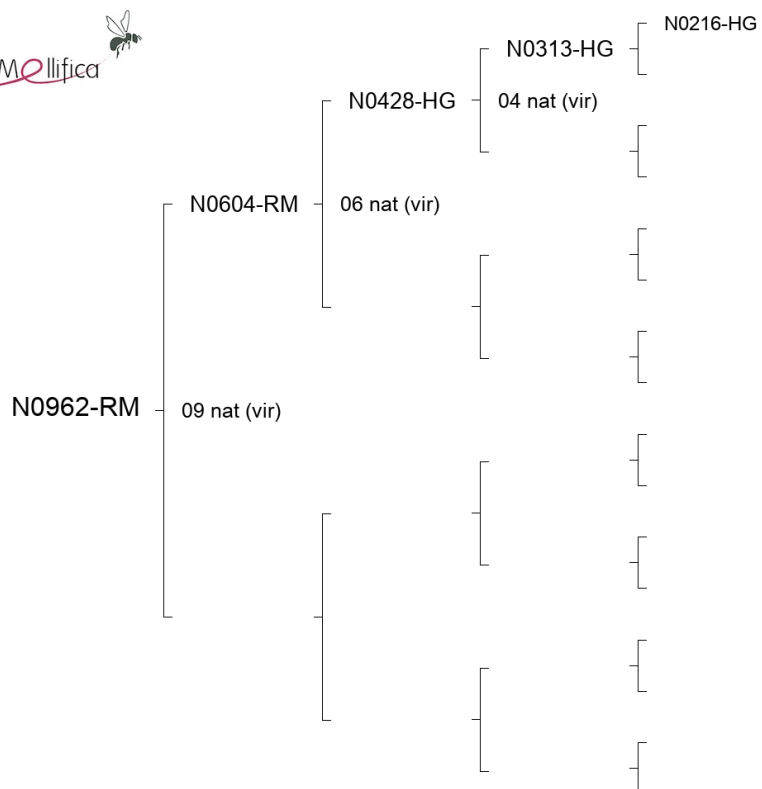 Mellifica
N0216-HG
N0313-HG
N0428-HG
04 nat (vir)
N0604-RM
06 nat (vir)
N0962-RM
09 nat (vir)